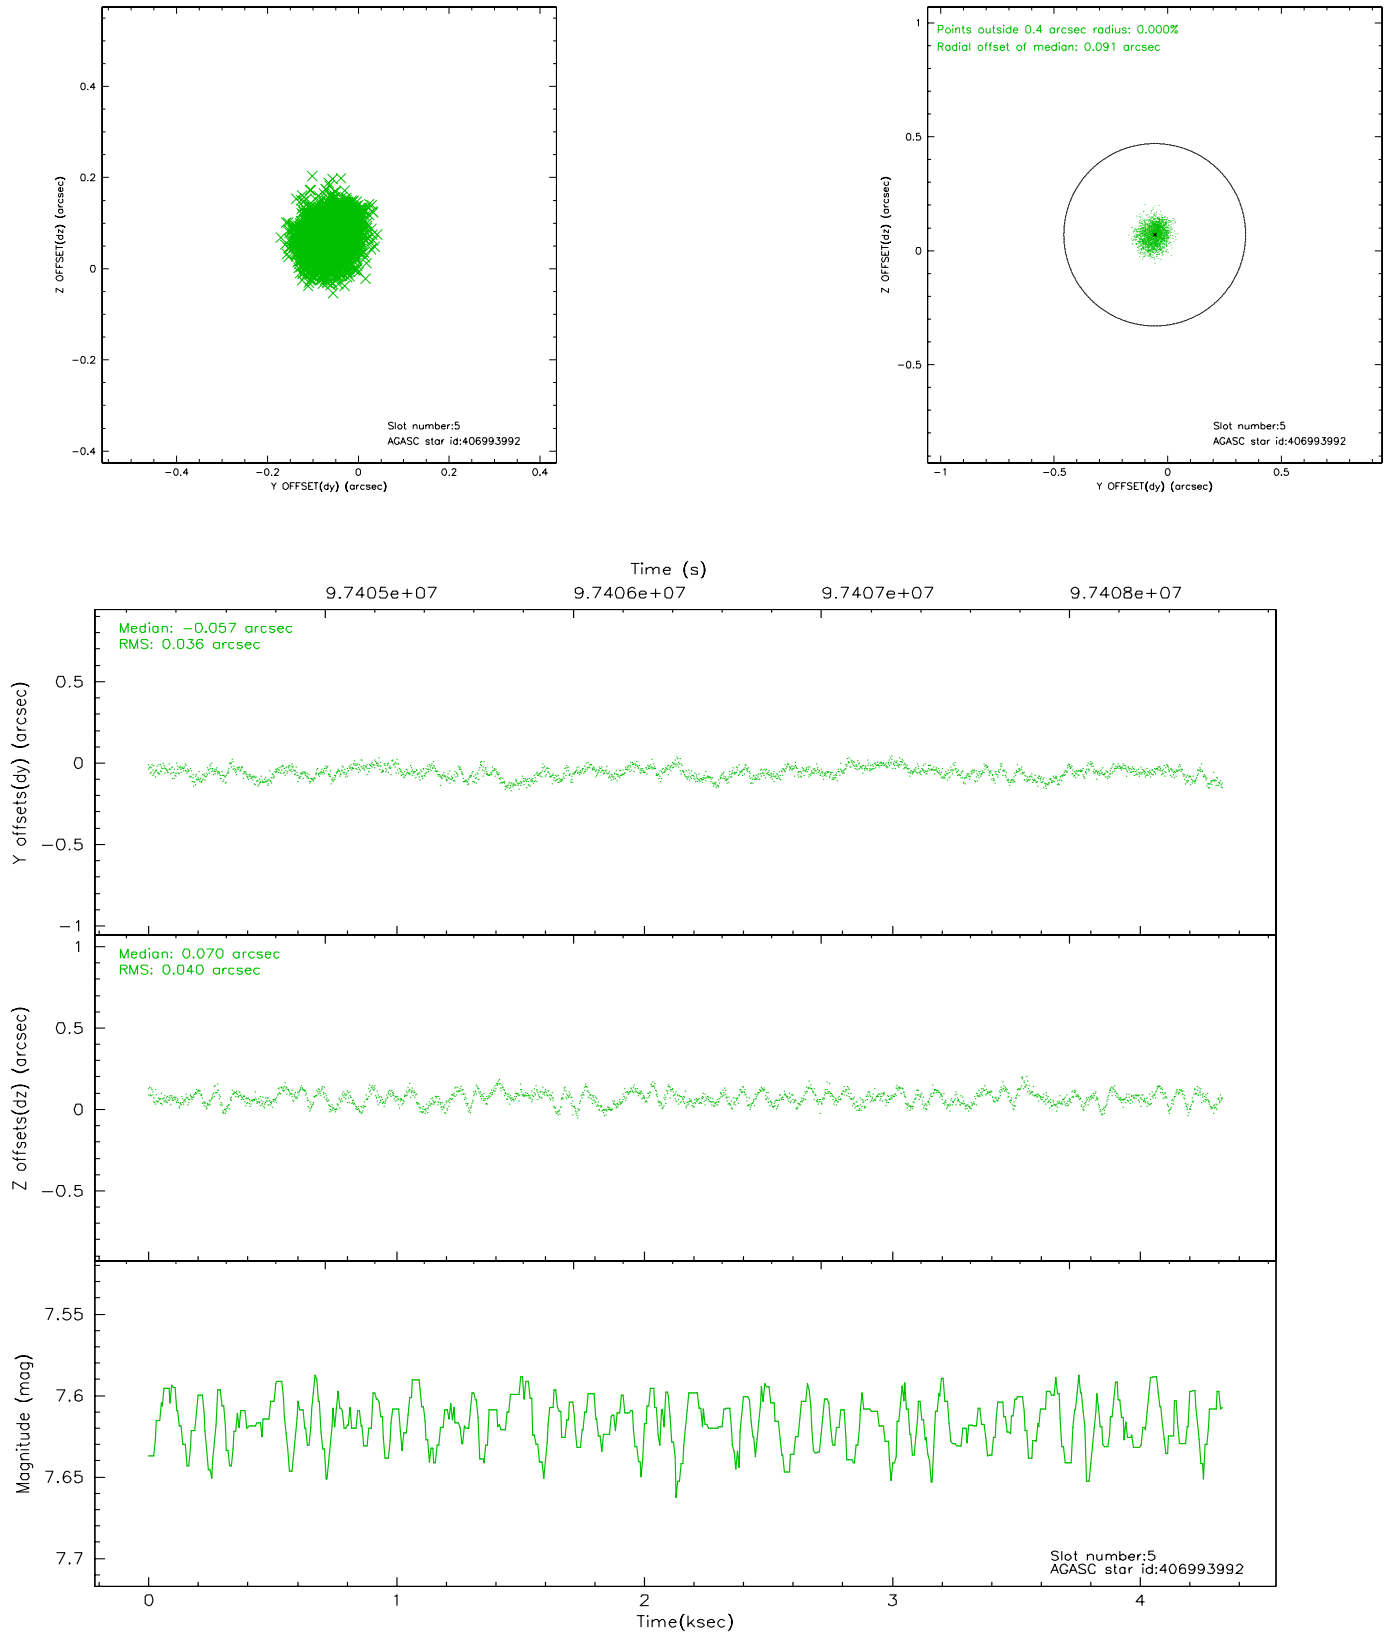 0.4
0.2
0
−0.2
−0.4
Z OFFSET(dz) (arcsec)
Slot number:5
AGASC star id:406993992
−0.4 −0.2 0 0.2 0.4
Y OFFSET(dy) (arcsec)
Points outside 0.4 arcsec radius: 0.000%
Radial offset of median: 0.091 arcsec
1
0.5
0
−0.5
Z OFFSET(dz) (arcsec)
Slot number:5
AGASC star id:406993992
−1 −0.5 0 0.5
Y OFFSET(dy) (arcsec)
Time (s)
9.7405e+07 9.7406e+07 9.7407e+07 9.7408e+07
Median: −0.057 arcsec
RMS: 0.036 arcsec
0.5
0
−0.5
−1
Y offsets(dy) (arcsec)
Median: 0.070 arcsec
RMS: 0.040 arcsec
1
0.5
0
−0.5
Z offsets(dz) (arcsec)
7.55
7.6
7.65
7.7
Magnitude (mag)
Slot number:5
AGASC star id:406993992
0 1 2 3 4
Time(ksec)